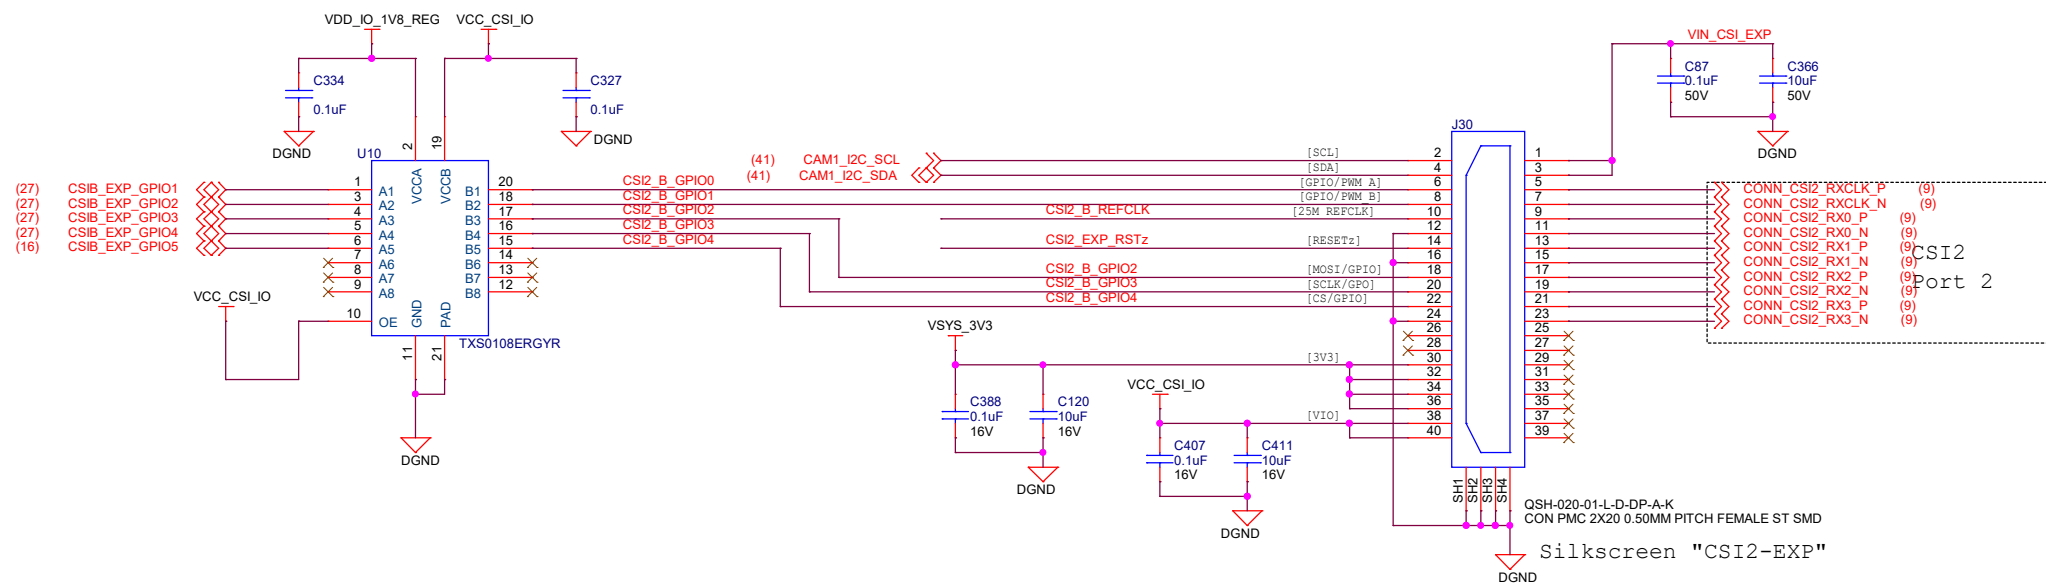 VDD_IO_1V8_REG
VCC_CSI_IO
VIN_CSI_EXP
C334
0.1uF
DGND
C327
0.1uF
DGND
C87
0.1uF
50V
C366
10uF
50V
DGND
U10
2
19
VCCA
VCCB
(27) CSIB_EXP_GPIO1
(27) CSIB_EXP_GPIO2
(27) CSIB_EXP_GPIO3
(27) CSIB_EXP_GPIO4
(16) CSIB_EXP_GPIO5
1 A1 B1 20
3 A2 B2 18
4 A3 B3 17
5 A4 B4 16
6 A5 B5 15
7 A6 B6 14
8 A7 B7 13
9 A8 B8 12
10 OE
GND
PAD
11
21
TXS0108ERGYR
VCC_CSI_IO
DGND
CSI2_B_GPIO0
CSI2_B_GPIO1
CSI2_B_GPIO2
CSI2_B_GPIO3
CSI2_B_GPIO4
(41) CAM1_I2C_SCL
(41) CAM1_I2C_SDA
CSI2_B_REFCLK
CSI2_EXP_RSTz
CSI2_B_GPIO2
CSI2_B_GPIO3
CSI2_B_GPIO4
[SCL]
[SDA]
[GPIO/PWM_A]
[GPIO/PWM_B]
[25M REFCLK]
[RESETz]
[MOSI/GPIO]
[SCLK/GPO]
[CS/GPIO]
[3V3]
[VIO]
J30
2 1
4 3
6 5
8 7
10 9
12 11
14 13
16 15
18 17
20 19
22 21
24 23
26 25
28 27
30 29
32 31
34 33
36 35
38 37
40 39
SH1
SH2
SH3
SH4
CONN_CSI2_RXCLK_P (9)
CONN_CSI2_RXCLK_N (9)
CONN_CSI2_RX0_P (9)
CONN_CSI2_RX0_N (9)
CONN_CSI2_RX1_P (9)
CONN_CSI2_RX1_N (9)
CONN_CSI2_RX2_P (9)
CONN_CSI2_RX2_N (9)
CONN_CSI2_RX3_P (9)
CONN_CSI2_RX3_N (9)
CSI2
Port 2
VSYS_3V3
C388
0.1uF
16V
C120
10uF
16V
DGND
VCC_CSI_IO
C407
0.1uF
16V
C411
10uF
16V
DGND
QSH-020-01-L-D-DP-A-K
CON PMC 2X20 0.50MM PITCH FEMALE ST SMD
Silkscreen "CSI2-EXP"
DGND